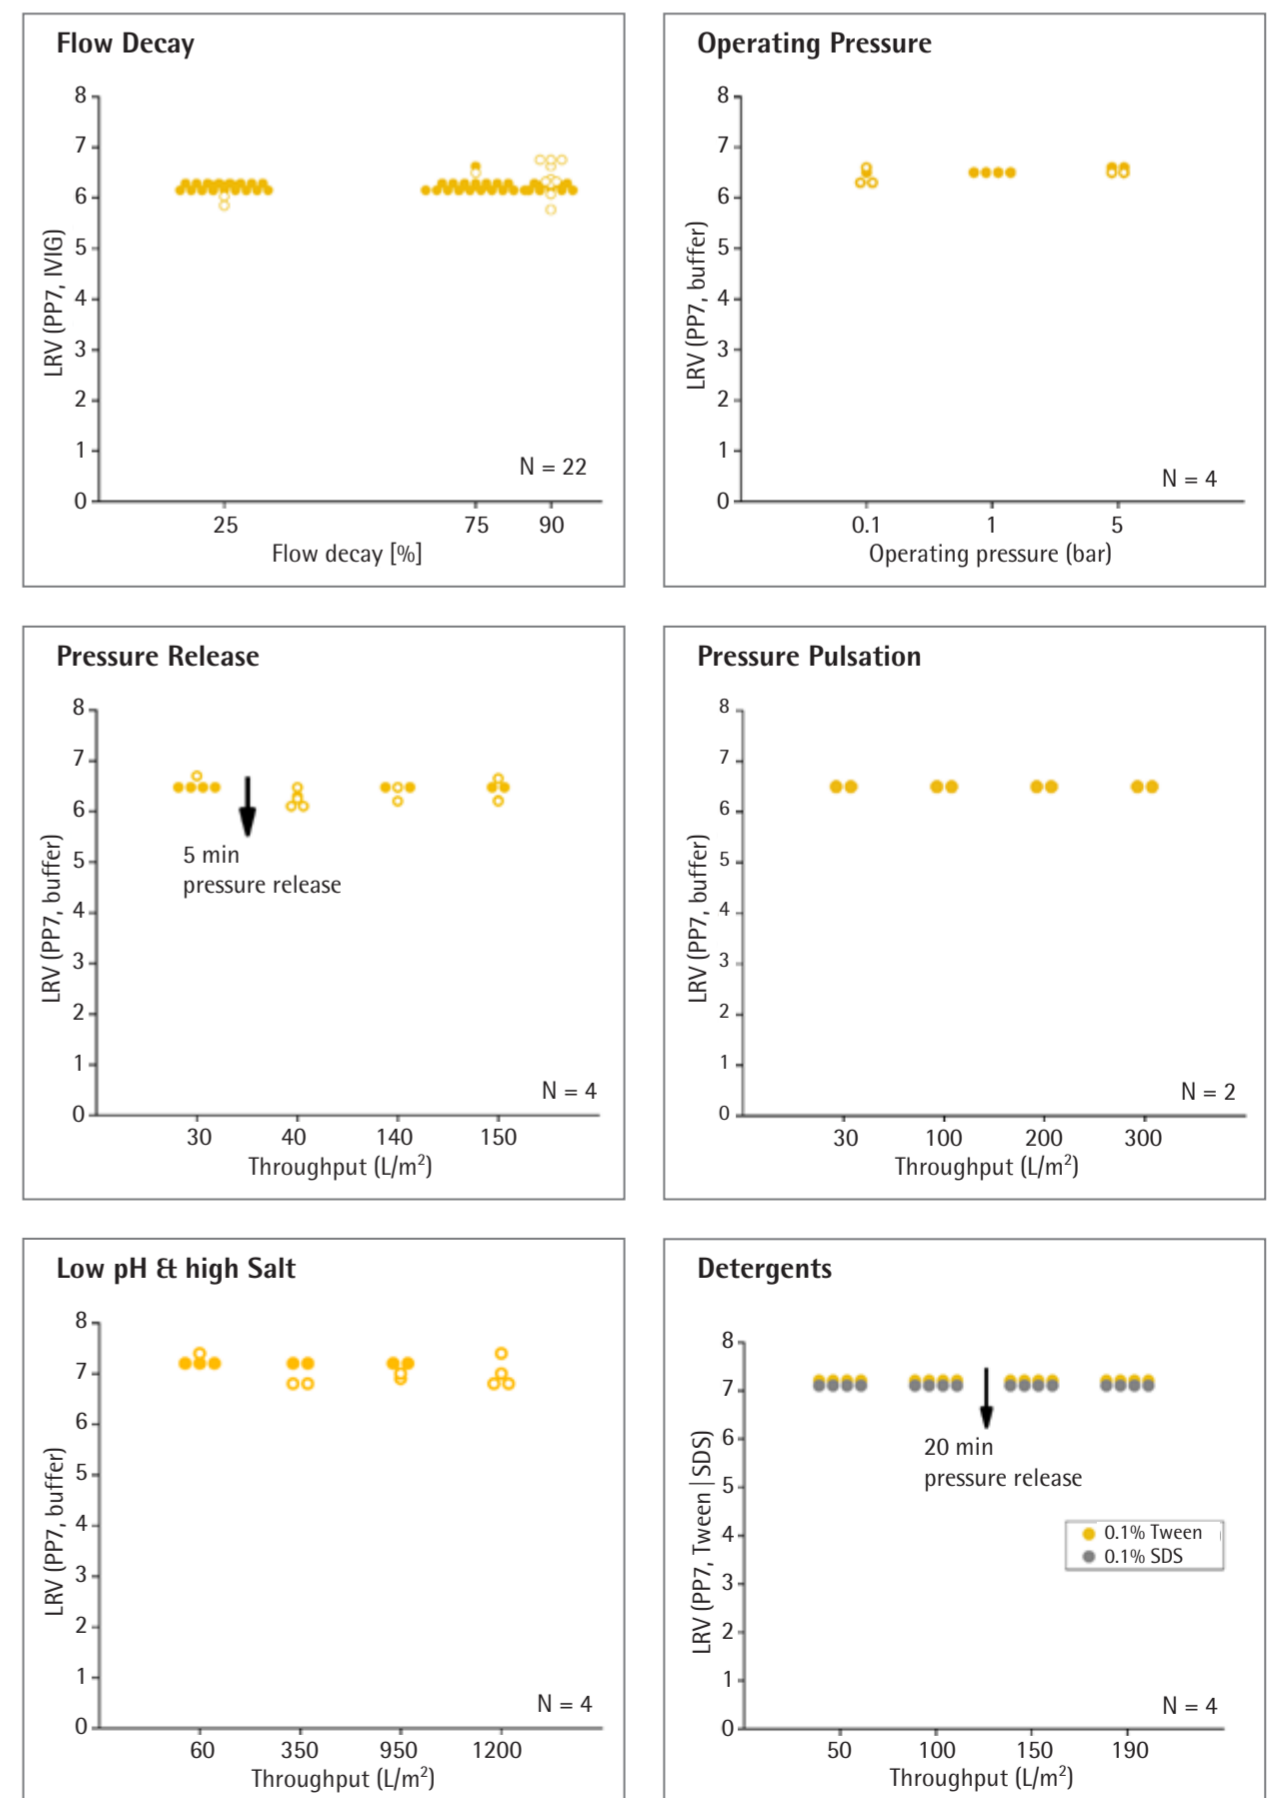 Flow Decay
8
7
6
5
4
3
2
1
0
LRV (PP7, IVIG)
N = 22
25 75 90
Flow decay [%]
Operating Pressure
8
7
6
5
4
3
2
1
0
LRV (PP7, buffer)
N = 4
0.1 1 5
Operating pressure (bar)
Pressure Release
8
7
6
5
4
3
2
1
0
LRV (PP7, buffer)
5 min
pressure release
N = 4
30 40 140 150
Throughput (L/m²)
Pressure Pulsation
8
7
6
5
4
3
2
1
0
LRV (PP7, buffer)
N = 2
30 100 200 300
Throughput (L/m²)
Low pH & high Salt
8
7
6
5
4
3
2
1
0
LRV (PP7, buffer)
N = 4
60 350 950 1200
Throughput (L/m²)
Detergents
8
7
6
5
4
3
2
1
0
LRV (PP7, Tween | SDS)
20 min
pressure release
0.1% Tween
0.1% SDS
N = 4
50 100 150 190
Throughput (L/m²)